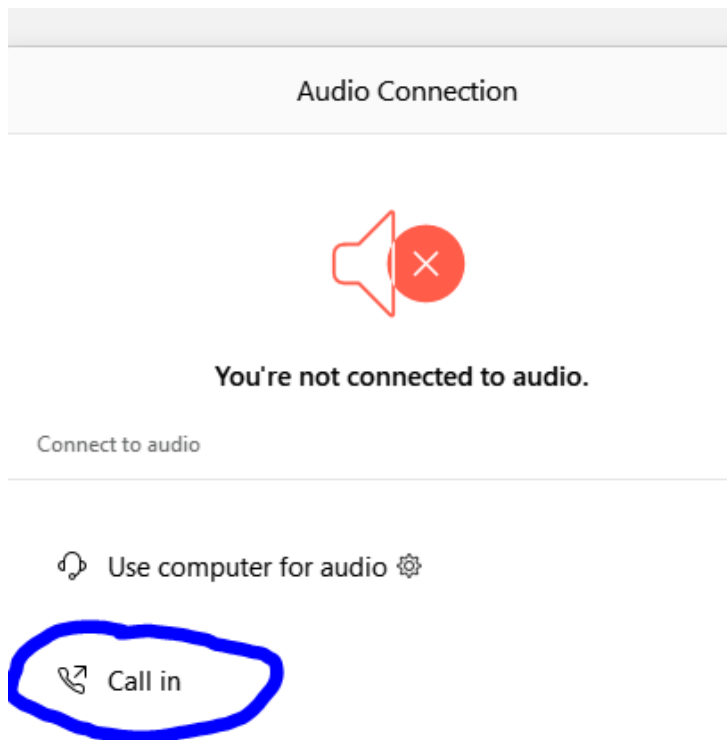 Audio Connection
You're not connected to audio.
Connect to audio
Use computer for audio
Call in